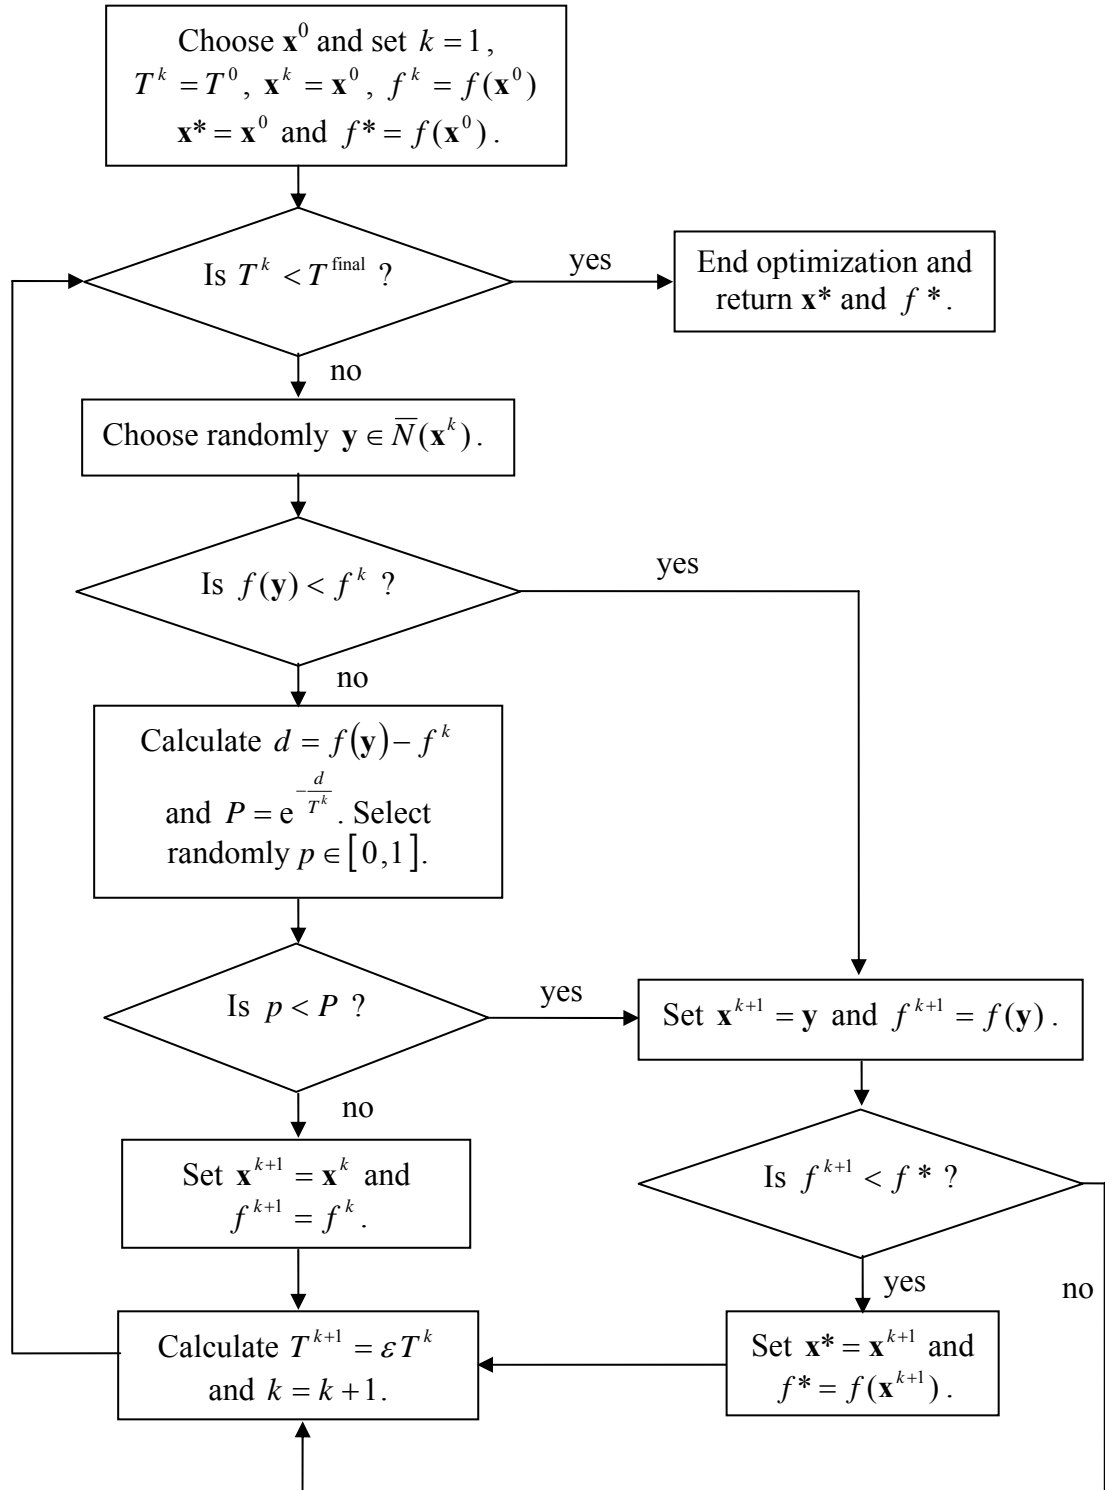 Choose x⁰ and set k = 1,
Tᵏ = T⁰, xᵏ = x⁰, fᵏ = f(x⁰)
x* = x⁰ and f* = f(x⁰).
Is Tᵏ < T^final ?
yes
End optimization and
return x* and f*.
no
Choose randomly y ∈ N̅(xᵏ).
Is f(y) < fᵏ ?
yes
no
Calculate d = f(y) − fᵏ
and P = e^(−d/Tᵏ). Select
randomly p ∈ [0,1].
Is p < P ?
yes
Set xᵏ⁺¹ = y and fᵏ⁺¹ = f(y).
no
Set xᵏ⁺¹ = xᵏ and
fᵏ⁺¹ = fᵏ.
Is fᵏ⁺¹ < f* ?
yes
no
Calculate Tᵏ⁺¹ = εTᵏ
and k = k + 1.
Set x* = xᵏ⁺¹ and
f* = f(xᵏ⁺¹).